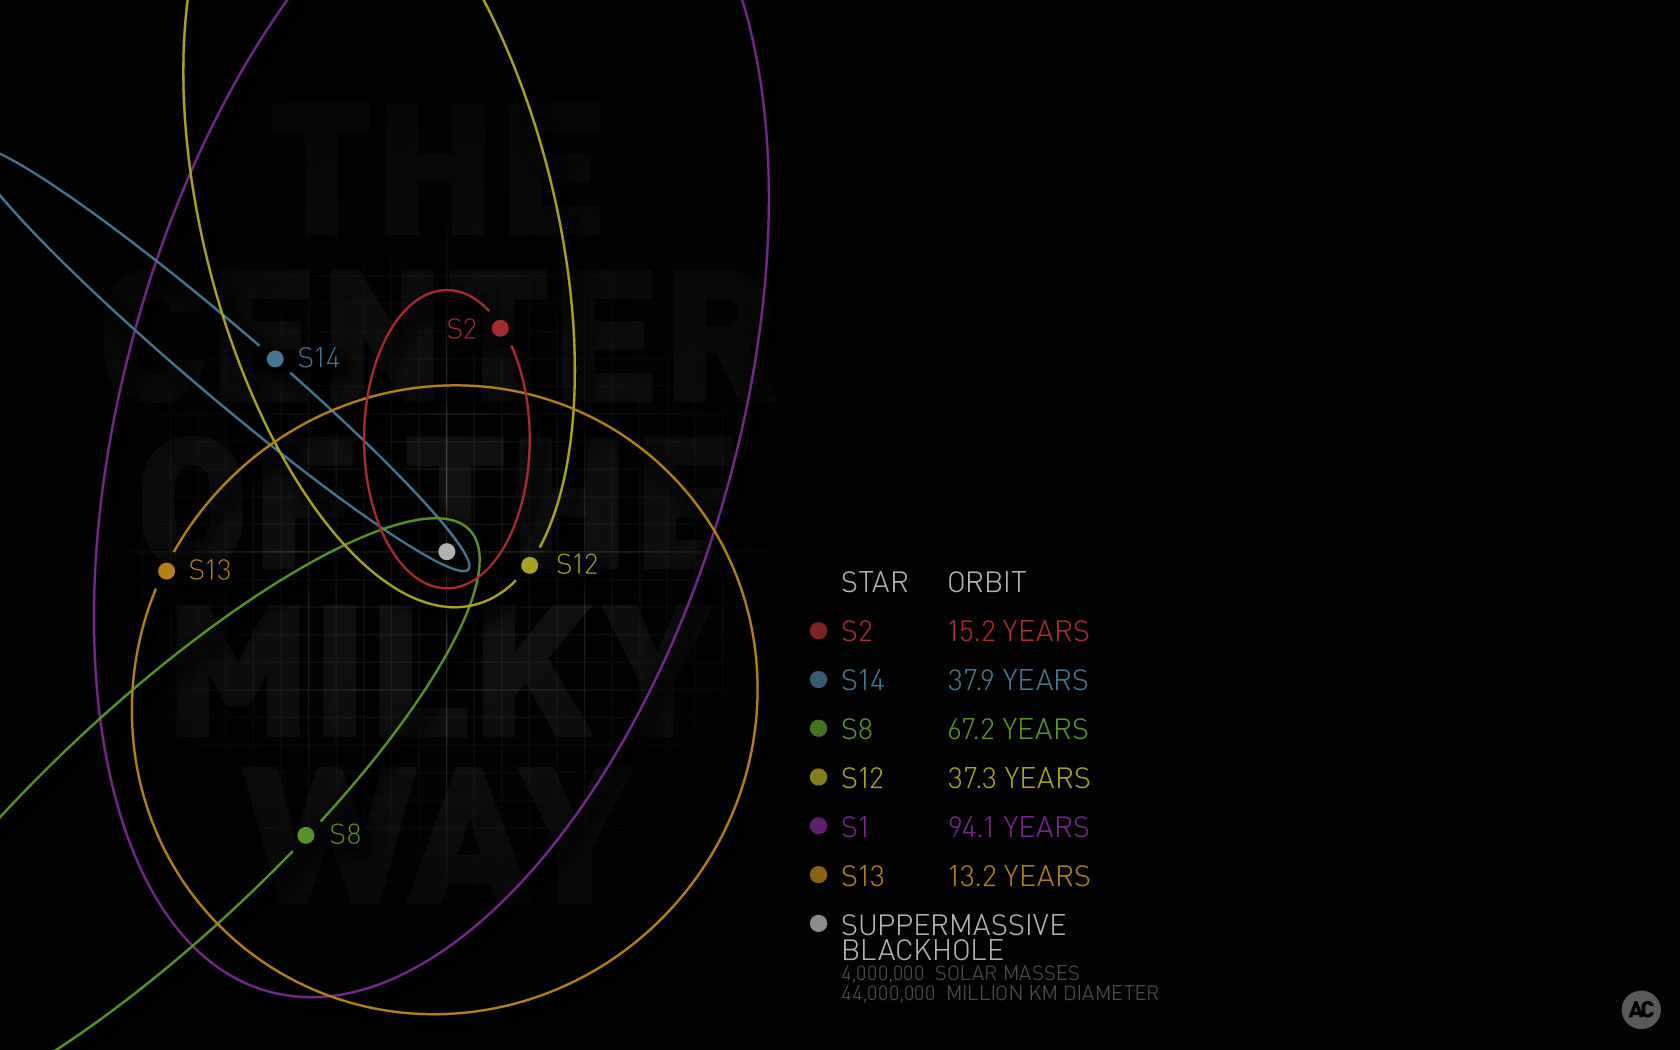 THE
CENTER
OF THE
MILKY
WAY
S2
S14
S13
S12
S8
STAR ORBIT
S2 15.2 YEARS
S14 37.9 YEARS
S8 67.2 YEARS
S12 37.3 YEARS
S1 94.1 YEARS
S13 13.2 YEARS
SUPPERMASSIVE
BLACKHOLE
4,000,000 SOLAR MASSES
44,000,000 MILLION KM DIAMETER
AC